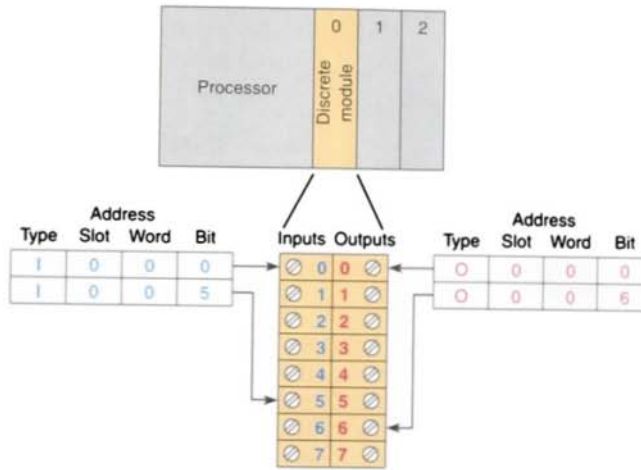 0 1 2
Processor
Discrete module
Address
Type Slot Word Bit
I 0 0 0
I 0 0 5
Inputs Outputs
0 0
1 1
2 2
3 3
4 4
5 5
6 6
7 7
Address
Type Slot Word Bit
O 0 0 0
O 0 0 6